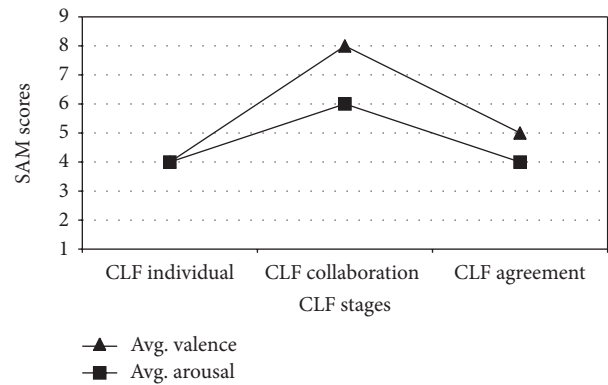 9
8
7
6
5
4
3
2
1
SAM scores
CLF individual CLF collaboration CLF agreement
CLF stages
Avg. valence
Avg. arousal